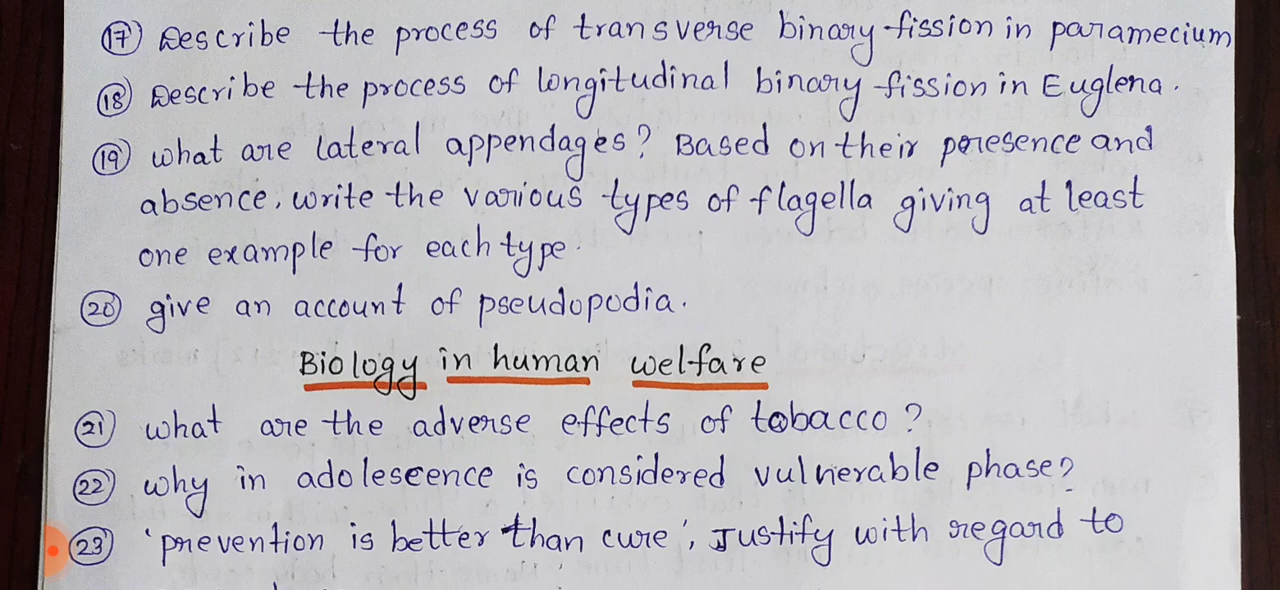 17) Describe the process of transverse binary fission in paramecium
18) Describe the process of longitudinal binary fission in Euglena.
19) what are lateral appendages? Based on their presence and
absence, write the various types of flagella giving at least
one example for each type.
20) give an account of pseudopodia.
Biology in human welfare
21) what are the adverse effects of tobacco?
22) why in adolescence is considered vulnerable phase?
23) 'prevention is better than cure', Justify with regard to